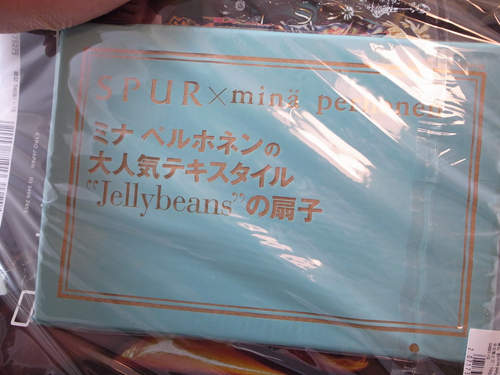 SPUR×minä perhonen
ミナ ペルホネンの
大人気テキスタイル
“Jellybeans”の扇子